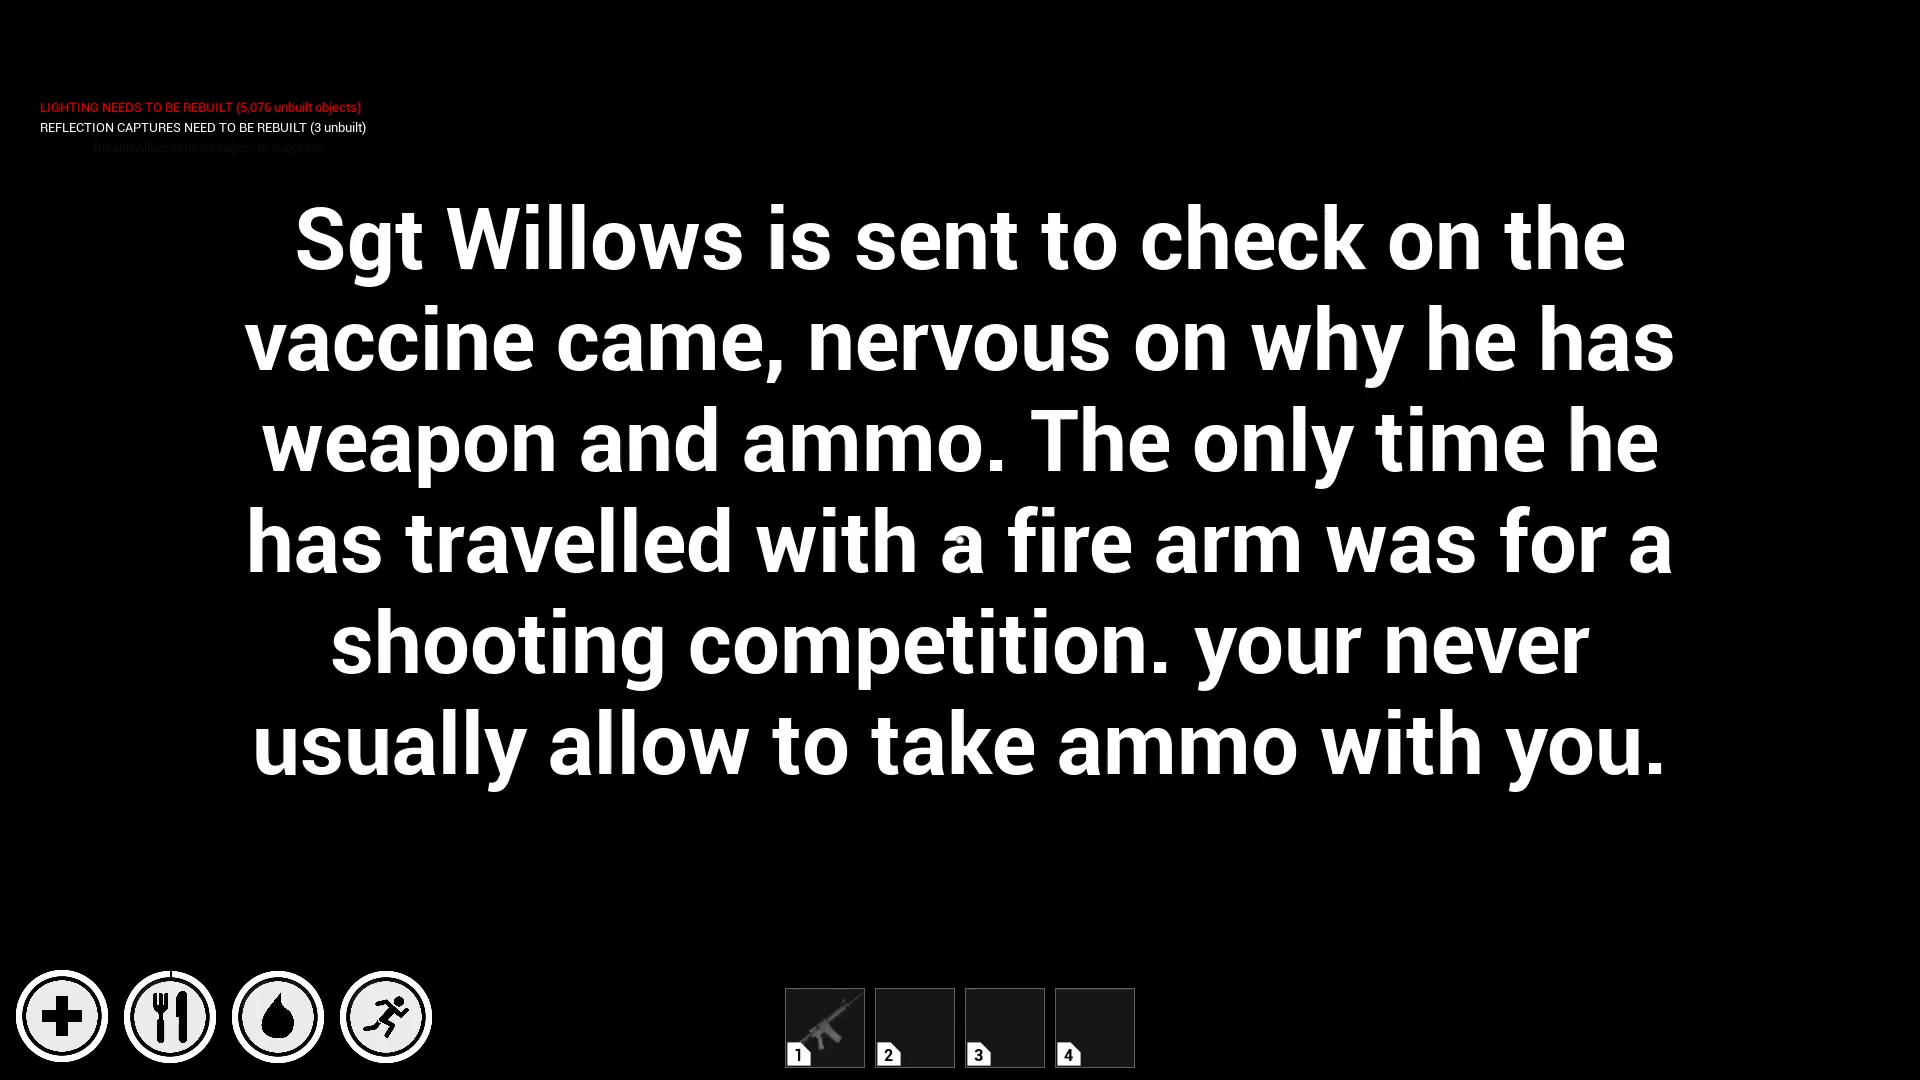 LIGHTING NEEDS TO BE REBUILT (5,076 unbuilt objects)
REFLECTION CAPTURES NEED TO BE REBUILT (3 unbuilt)
'DisableAllScreenMessages' to suppress
Sgt Willows is sent to check on the
vaccine came, nervous on why he has
weapon and ammo. The only time he
has travelled with a fire arm was for a
shooting competition. your never
usually allow to take ammo with you.
1 2 3 4